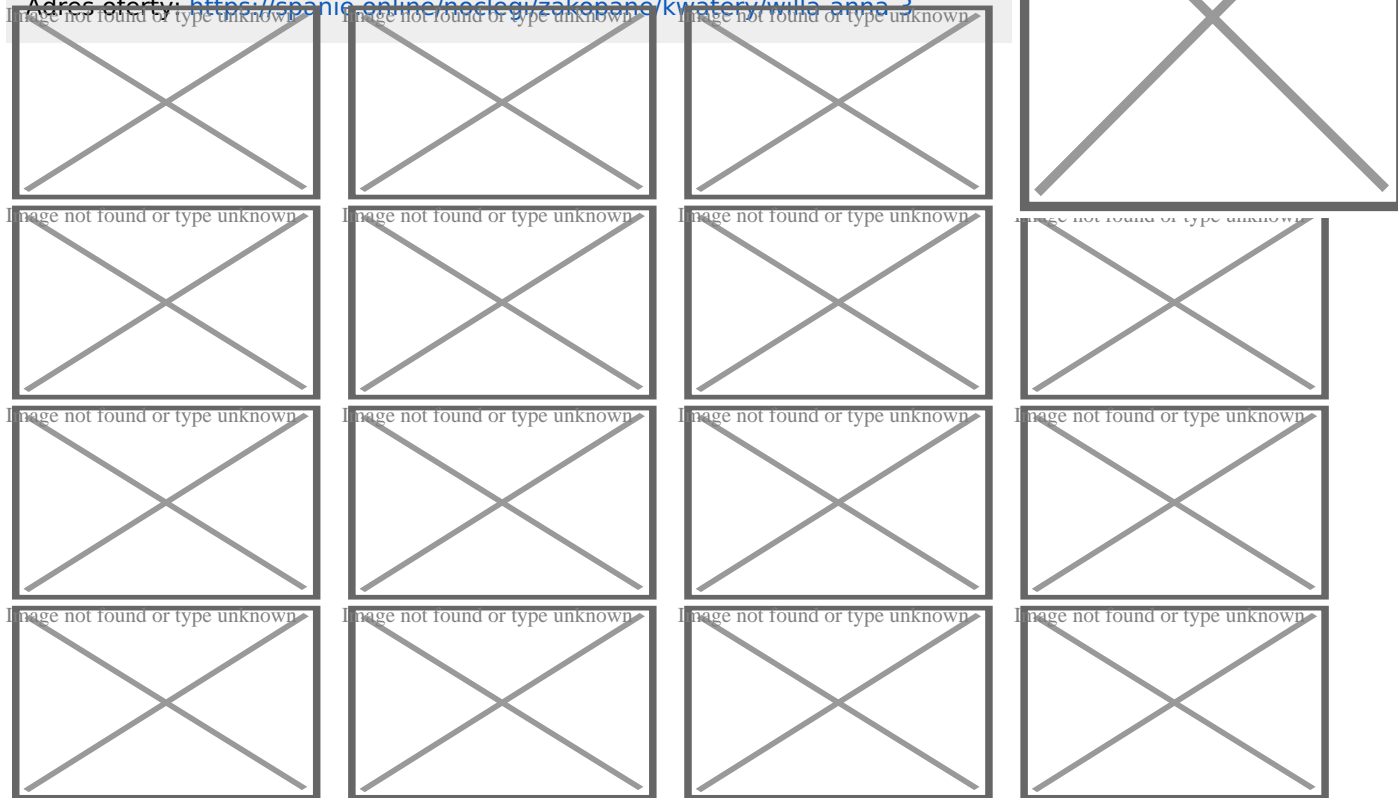 Adres oferty: https://spanie.online/noclegi/zakopane/kwatery/willa-anna-3
Image not found or type unknown Image not found or type unknown Image not found or type unknown
Image not found or type unknown Image not found or type unknown Image not found or type unknown Image not found or type unknown
Image not found or type unknown Image not found or type unknown Image not found or type unknown Image not found or type unknown
Image not found or type unknown Image not found or type unknown Image not found or type unknown Image not found or type unknown